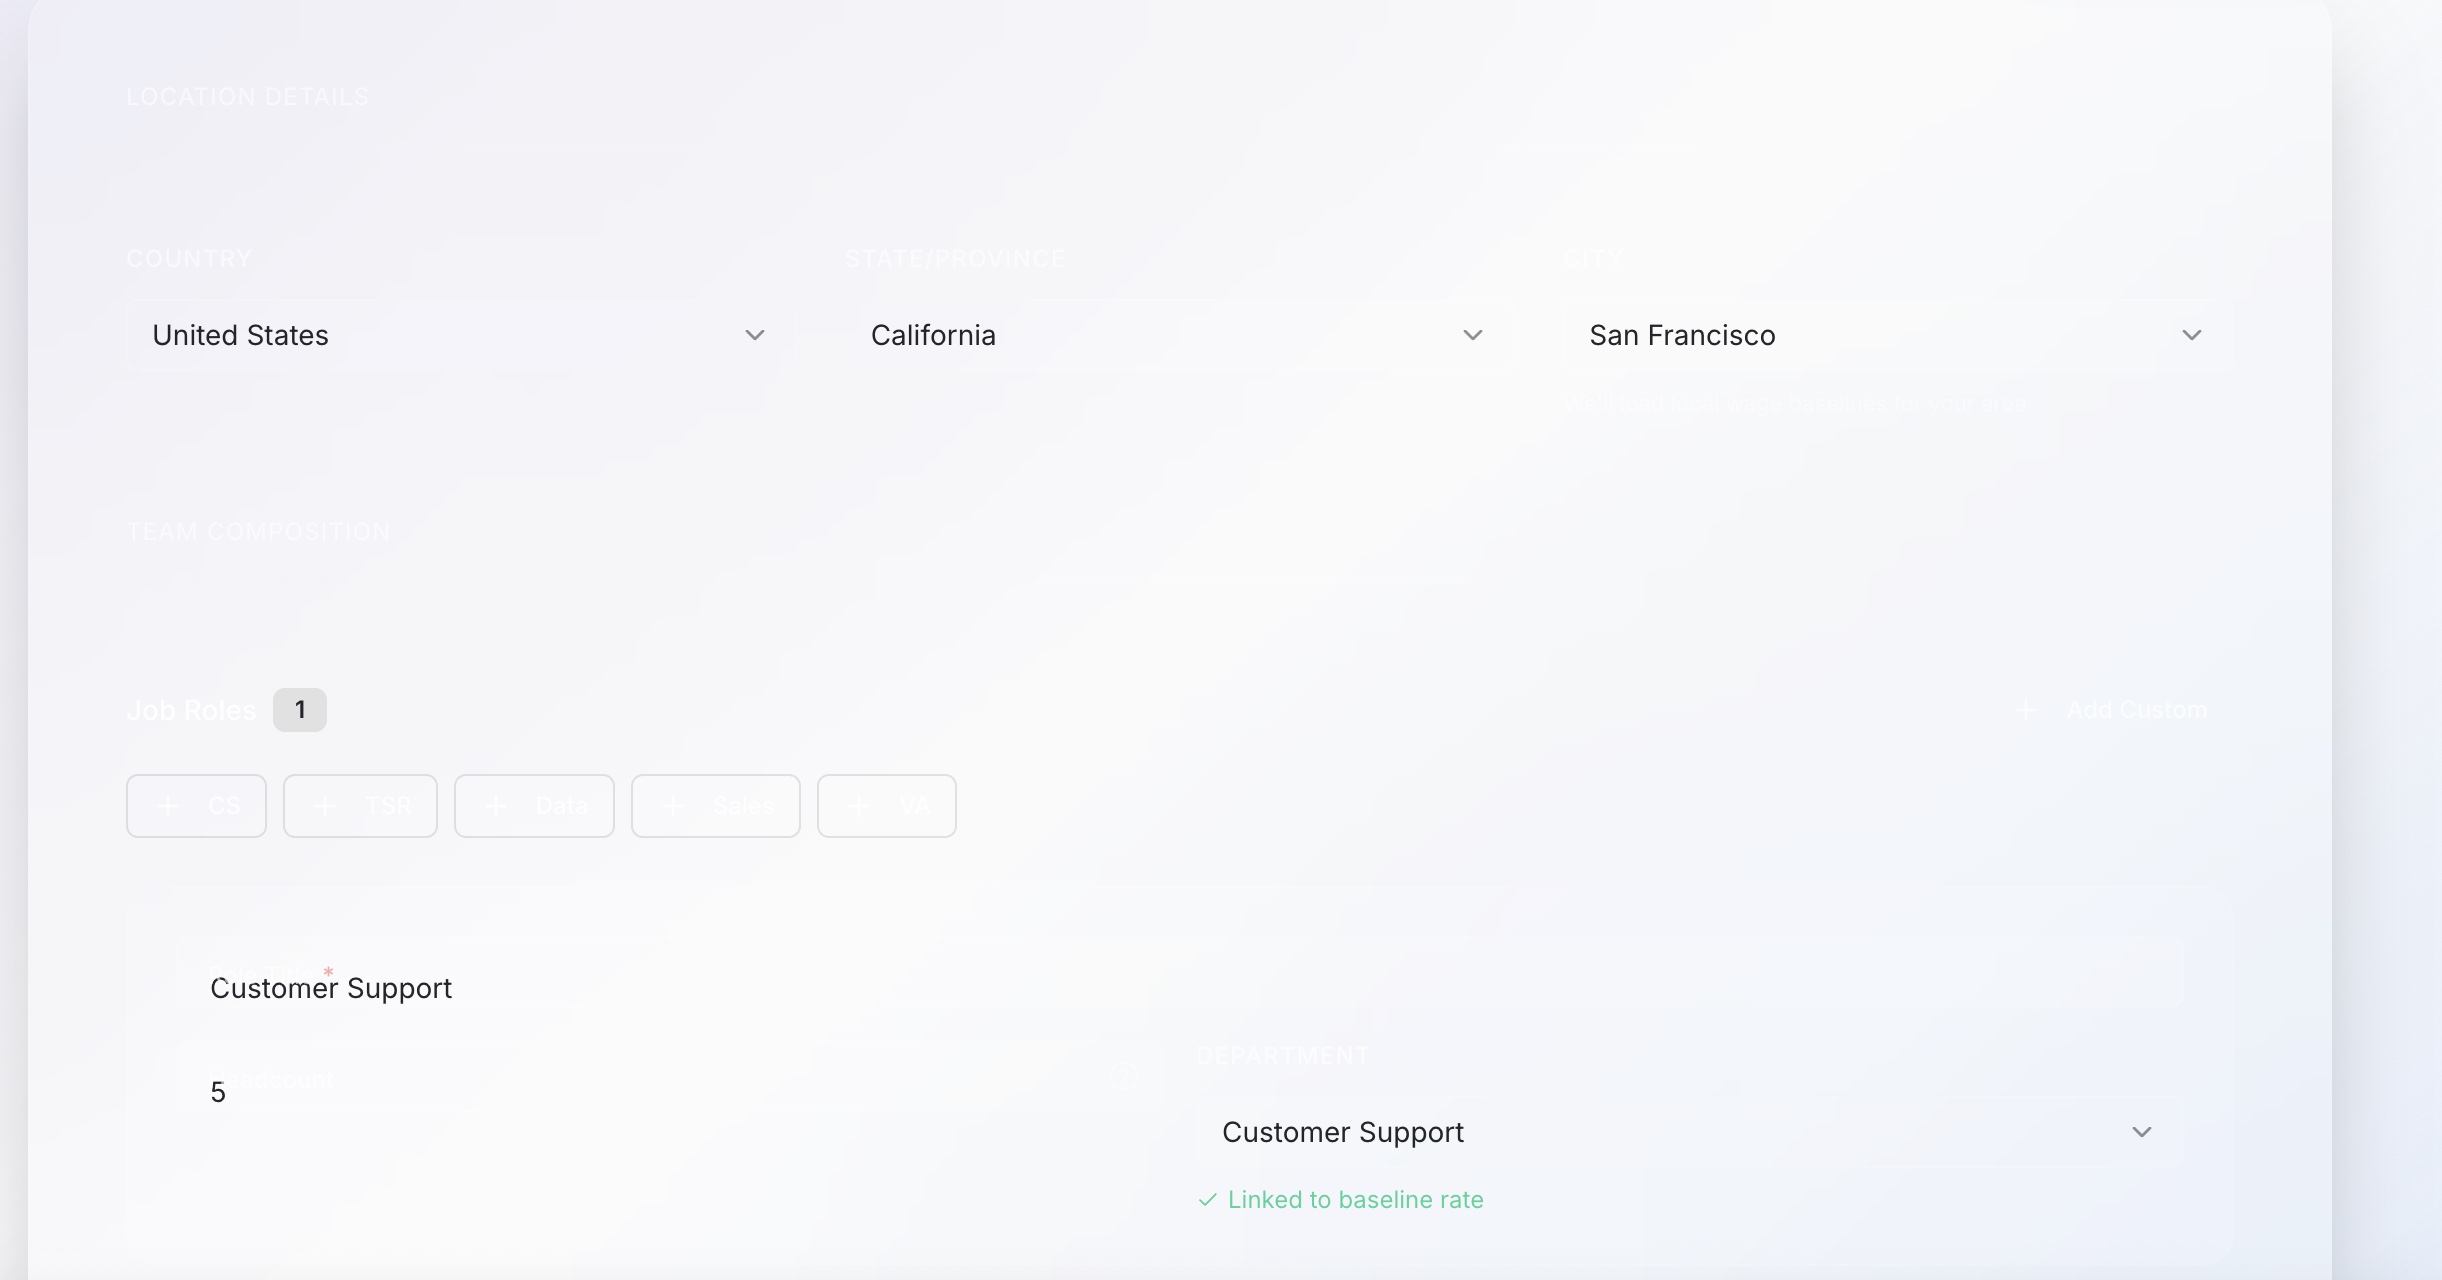 LOCATION DETAILS
COUNTRY
STATE/PROVINCE
CITY
United States
California
San Francisco
We'll load local wage baselines for your area
TEAM COMPOSITION
Job Roles 1
+ Add Custom
+ CS
+ TSR
+ Data
+ Sales
+ VA
*
Customer Support
Headcount
5
DEPARTMENT
Customer Support
✓ Linked to baseline rate